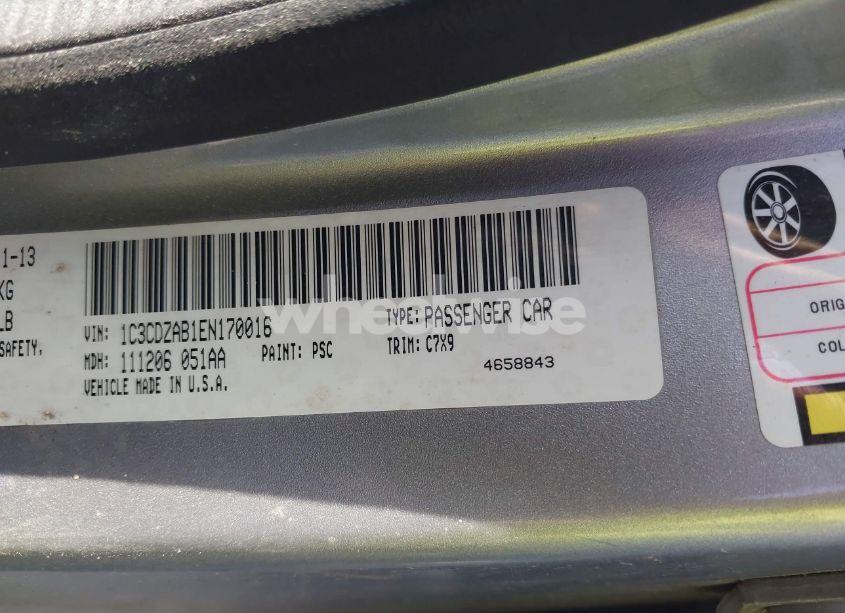 1-13
KG
LB
SAFETY,
VIN: 1C3CDZAB1EN170016
TYPE: PASSENGER CAR
MDH: 111206 051AA
PAINT: PSC
TRIM: C7X9
VEHICLE MADE IN U.S.A.
4658843
ORIG
COL
wheelwise